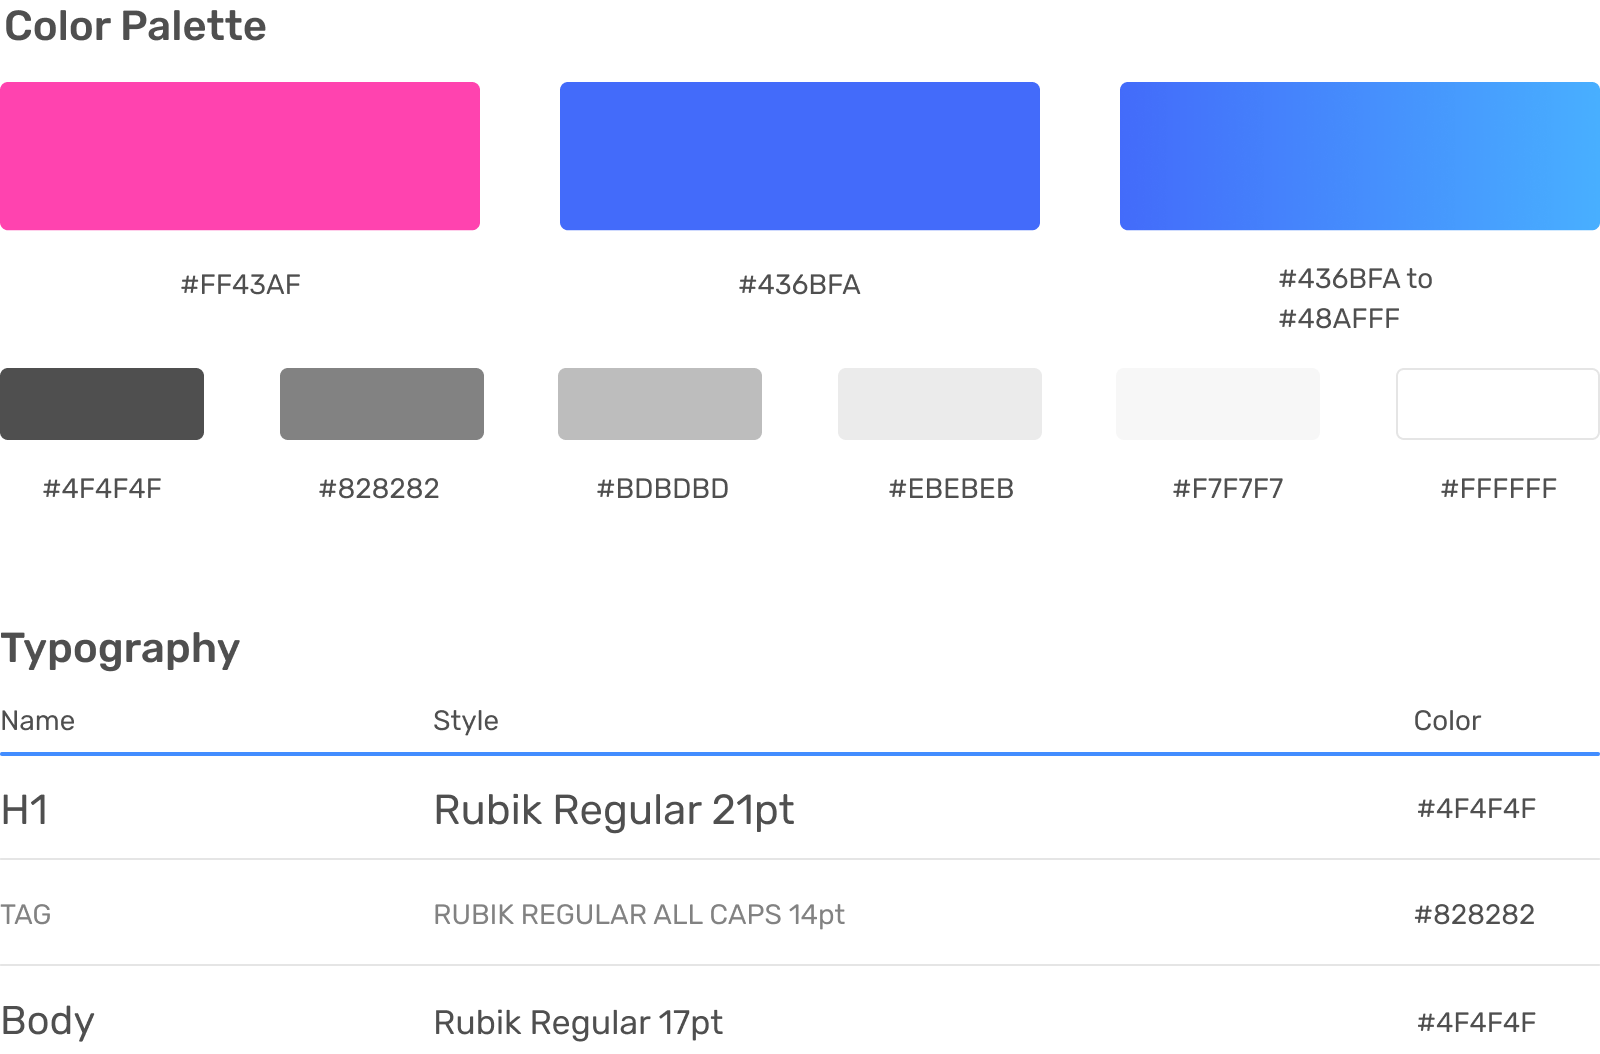 Color Palette
#FF43AF
#436BFA
#436BFA to
#48AFFF
#4F4F4F
#828282
#BDBDBD
#EBEBEB
#F7F7F7
#FFFFFF
Typography
Name Style Color
H1 Rubik Regular 21pt #4F4F4F
TAG RUBIK REGULAR ALL CAPS 14pt #828282
Body Rubik Regular 17pt #4F4F4F